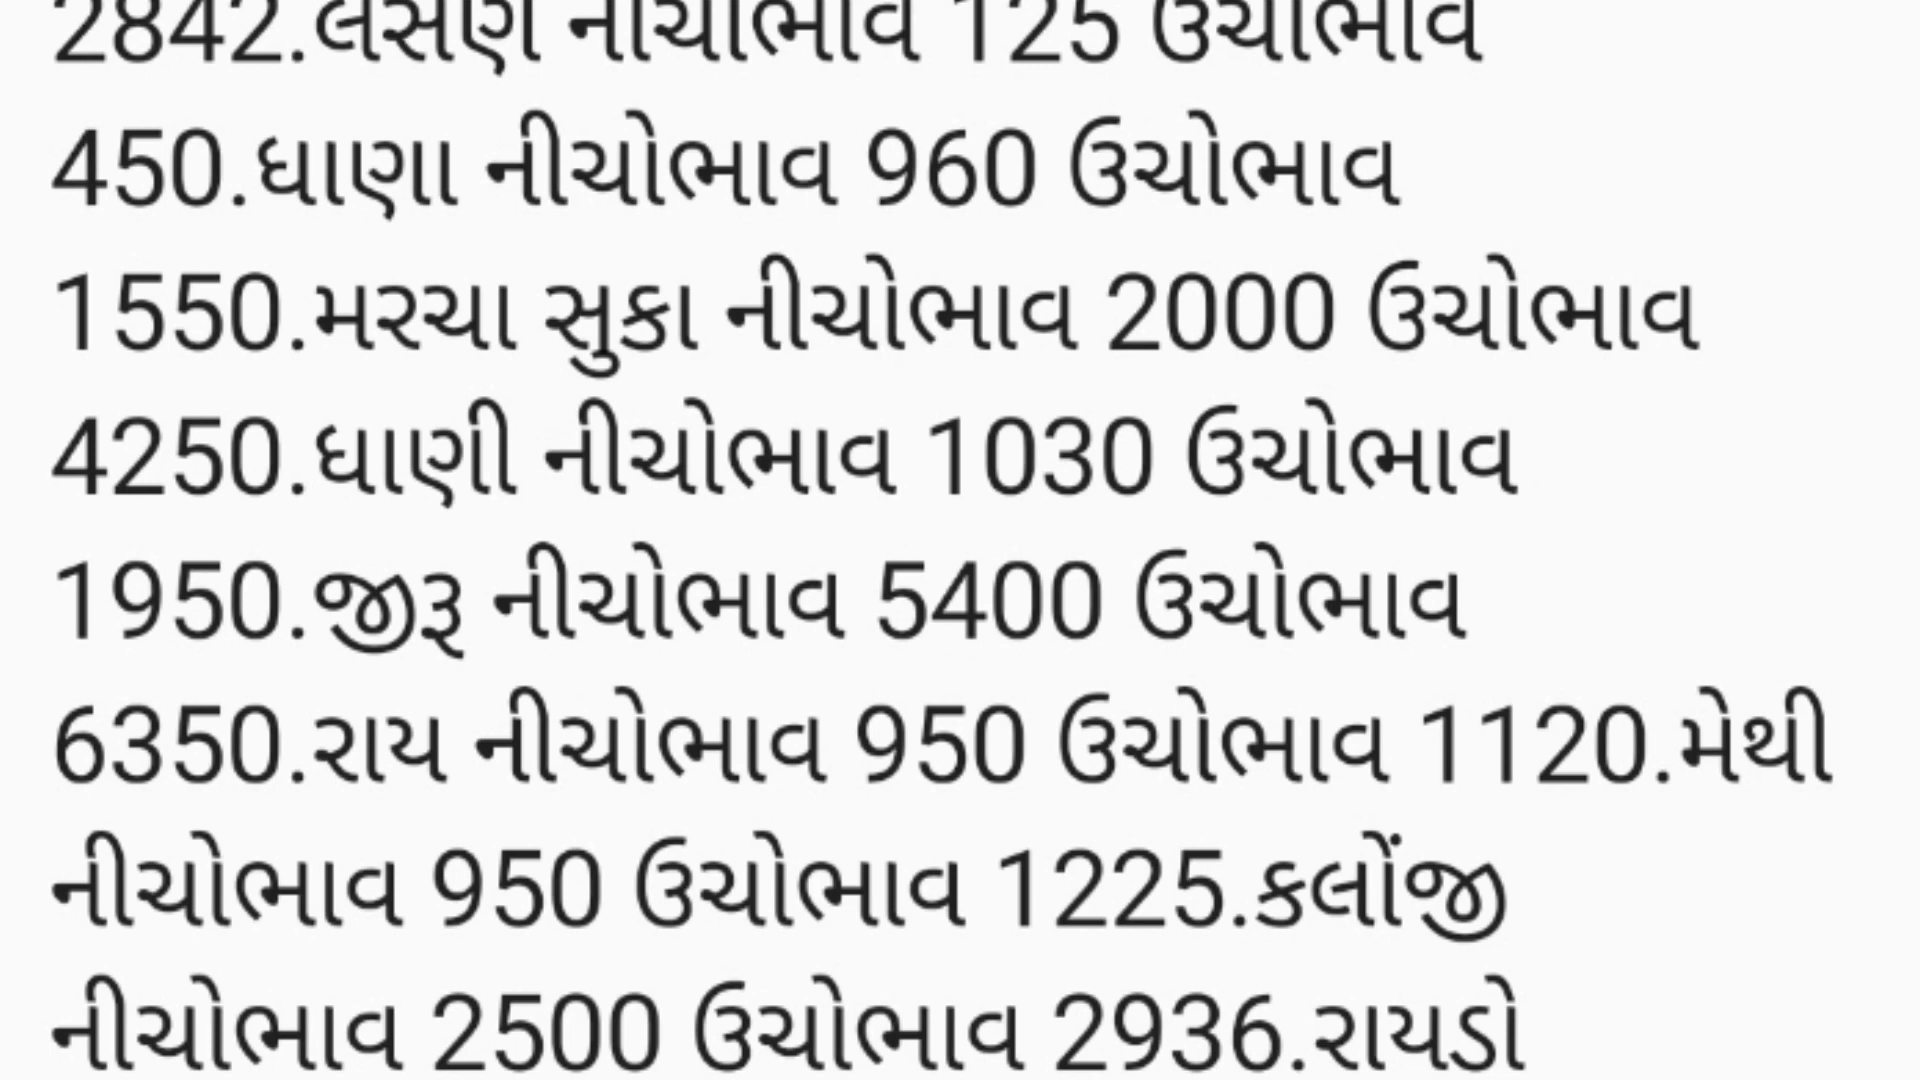 2842.લસણ નીચોભાવ 125 ઉચોભાવ
450.ધાણા નીચોભાવ 960 ઉચોભાવ
1550.મરચા સુકા નીચોભાવ 2000 ઉચોભાવ
4250.ધાણી નીચોભાવ 1030 ઉચોભાવ
1950.જીરૂ નીચોભાવ 5400 ઉચોભાવ
6350.રાય નીચોભાવ 950 ઉચોભાવ 1120.મેથી
નીચોભાવ 950 ઉચોભાવ 1225.કલોંજી
નીચોભાવ 2500 ઉચોભાવ 2936.રાયડો